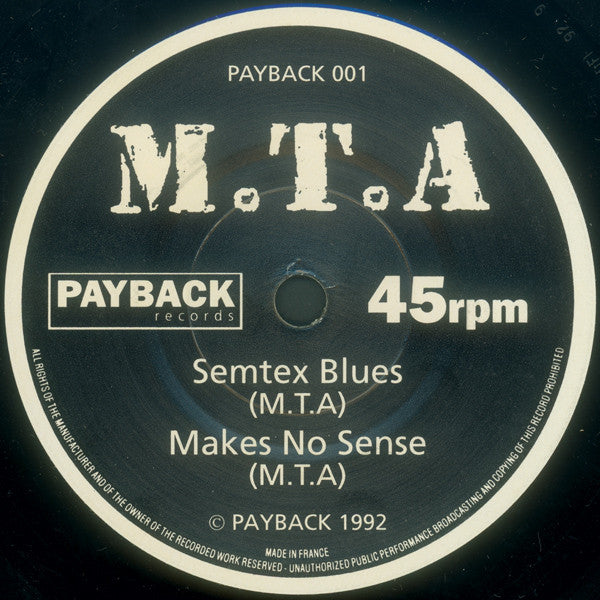 PAYBACK 001
M.T.A
PAYBACK
records
45rpm
Semtex Blues
(M.T.A)
Makes No Sense
(M.T.A)
© PAYBACK 1992
MADE IN FRANCE
ALL RIGHTS OF THE MANUFACTURER AND OF THE OWNER OF THE RECORDED WORK RESERVED - UNAUTHORIZED PUBLIC PERFORMANCE BROADCASTING AND COPYING OF THIS RECORD PROHIBITED